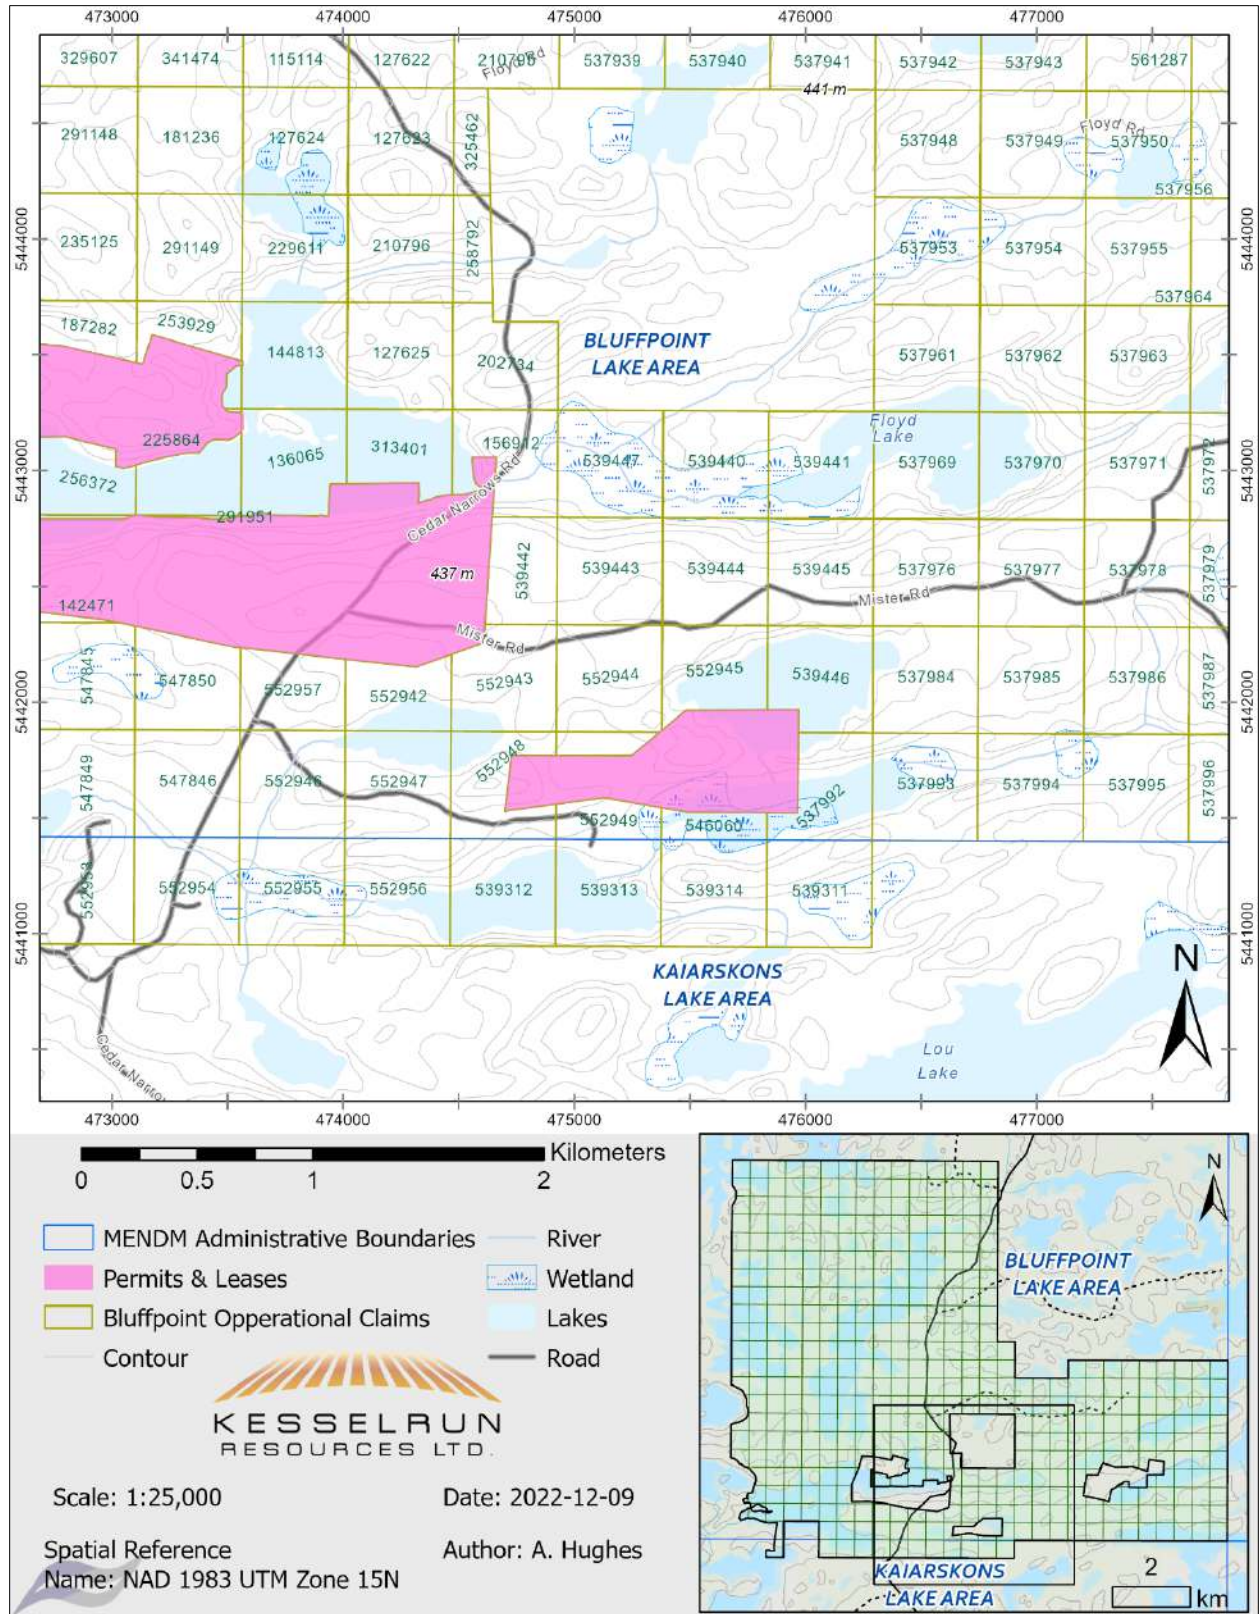 473000 474000 475000 476000 477000
329607 341474 115114 127622 210798 Floyd Rd 537939 537940 537941 537942 537943 561287
441 m
291148 181236 127624 127623 325462 537948 537949 Floyd Rd 537950
537956
5444000 235125 291149 229611 210796 258792 537953 537954 537955 5444000
537964
187282 253929 144813 127625 202734 537961 537962 537963
BLUFFPOINT
LAKE AREA
Floyd
Lake
225864 136065 313401 156912 539447 539440 539441 537969 537970 537971 537972
5443000 256372 5443000
291951 Cedar Narrows Rd
437 m 539442 539443 539444 539445 537976 537977 537978 537979
142471 Mister Rd
Mister Rd
547845 547850 552957 552942 552943 552944 552945 539446 537984 537985 537986 537987
5442000 5442000
547849 547846 552946 552947 552948 537993 537994 537995 537996
552949 546060 537992
552953 552954 552955 552956 539312 539313 539314 539311
5441000 5441000
KAIARSKONS
LAKE AREA
N
Lou
Lake
Cedar Narro
473000 474000 475000 476000 477000
Kilometers
0 0.5 1 2
MENDM Administrative Boundaries
Permits & Leases
Bluffpoint Opperational Claims
Contour
River
Wetland
Lakes
Road
KESSELRUN
RESOURCES LTD.
Scale: 1:25,000
Date: 2022-12-09
Spatial Reference
Name: NAD 1983 UTM Zone 15N
Author: A. Hughes
N
BLUFFPOINT
LAKE AREA
KAIARSKONS
LAKE AREA
2
km